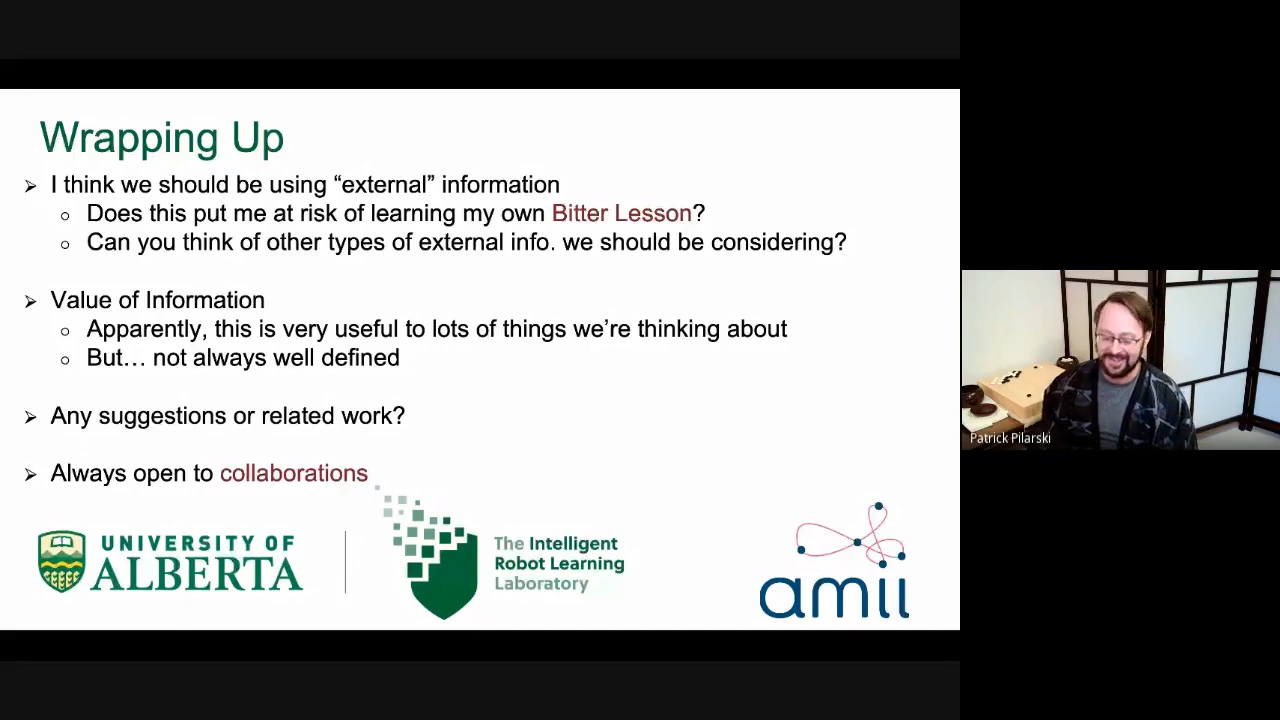 Wrapping Up
➢ I think we should be using “external” information
○ Does this put me at risk of learning my own Bitter Lesson?
○ Can you think of other types of external info. we should be considering?
➢ Value of Information
○ Apparently, this is very useful to lots of things we’re thinking about
○ But… not always well defined
➢ Any suggestions or related work?
➢ Always open to collaborations
UNIVERSITY OF
ALBERTA
The Intelligent
Robot Learning
Laboratory
amii
Patrick Pilarski